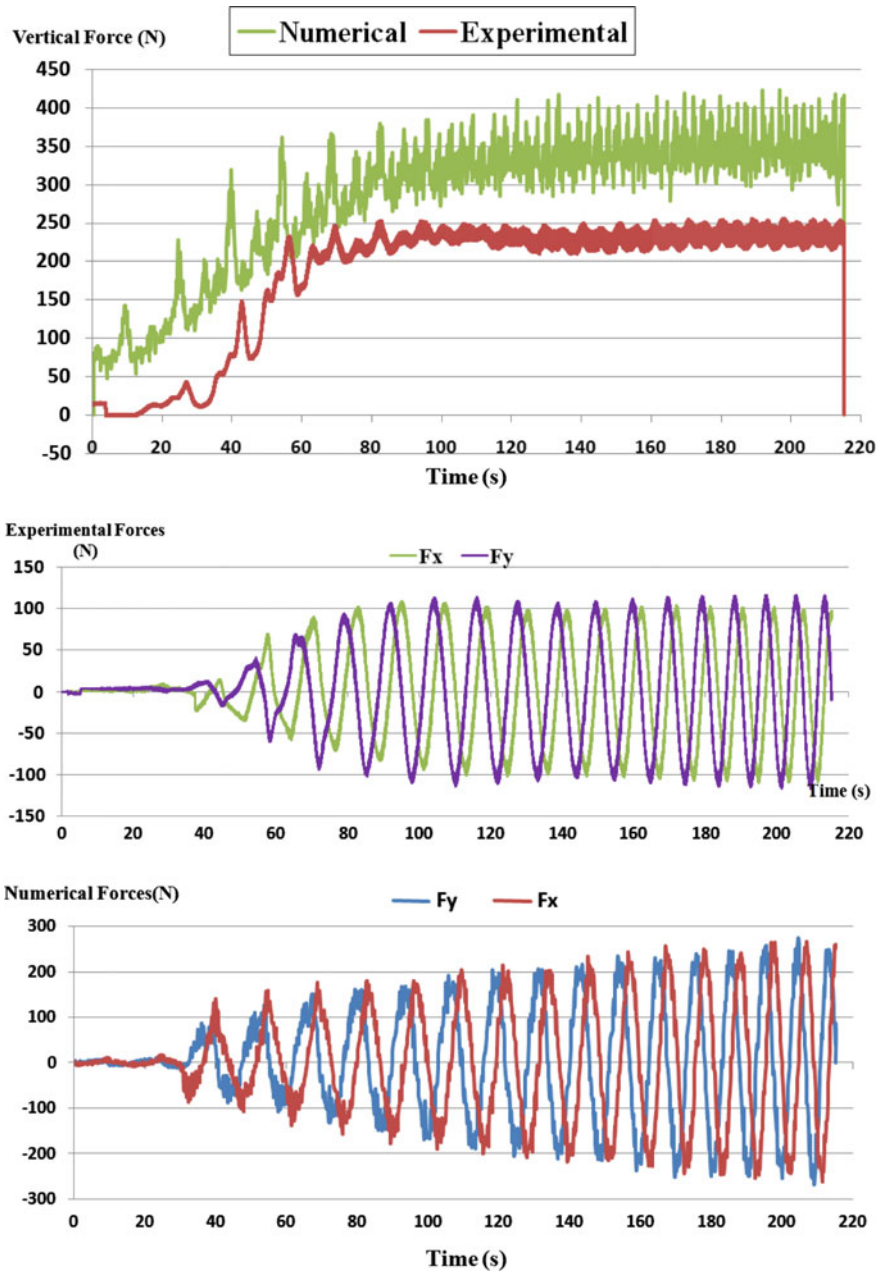 Vertical Force (N)
Numerical Experimental
450
400
350
300
250
200
150
100
50
0
-50
0 20 40 60 80 100 120 140 160 180 200 220
Time (s)
Experimental Forces
(N)
Fx Fy
150
100
50
0
-50
-100
-150
Time (s)
0 20 40 60 80 100 120 140 160 180 200 220
Numerical Forces(N)
Fy Fx
300
200
100
0
-100
-200
-300
0 20 40 60 80 100 120 140 160 180 200 220
Time (s)